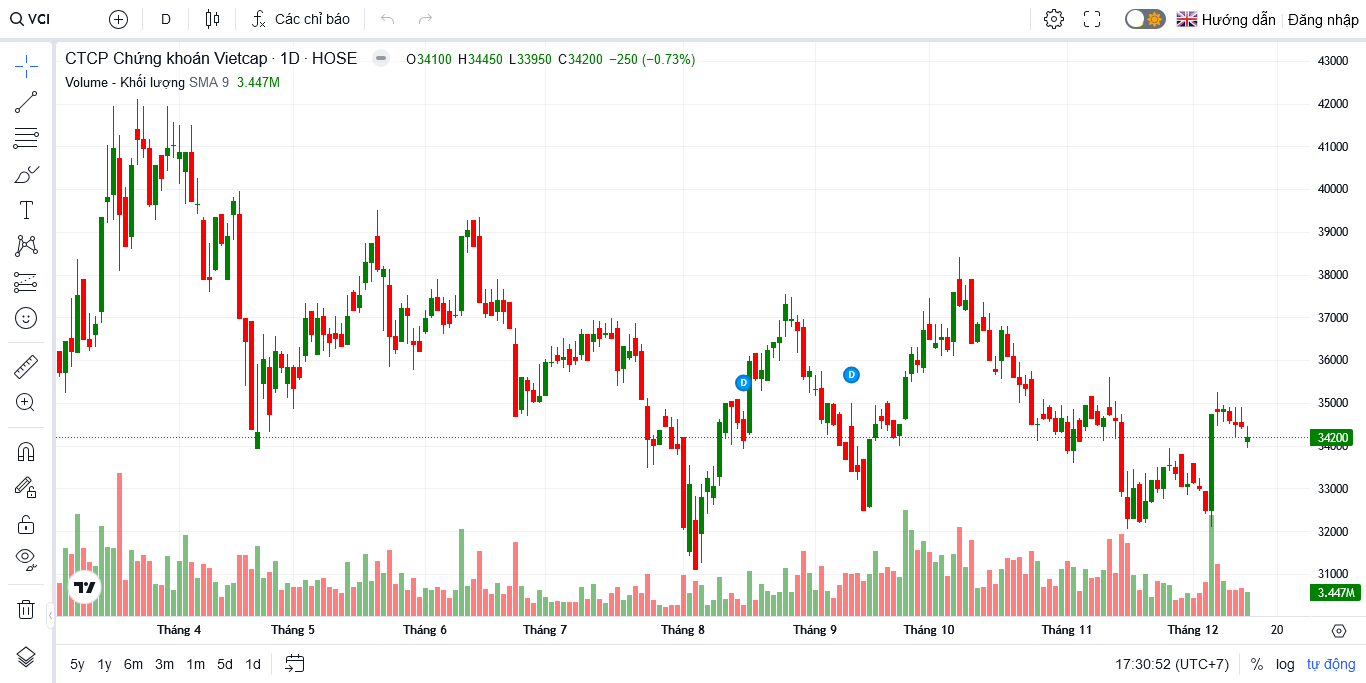 VCI D Các chỉ báo Hướng dẫn Đăng nhập
CTCP Chứng khoán Vietcap · 1D · HOSE O34100 H34450 L33950 C34200 −250 (−0.73%)
Volume - Khối lượng SMA 9 3.447M
43000
42000
41000
40000
39000
38000
37000
36000
D D
35000
34200
34000
33000
32000
31000
3.447M
Tháng 4 Tháng 5 Tháng 6 Tháng 7 Tháng 8 Tháng 9 Tháng 10 Tháng 11 Tháng 12 20
5y 1y 6m 3m 1m 5d 1d 17:30:52 (UTC+7) % log tự động